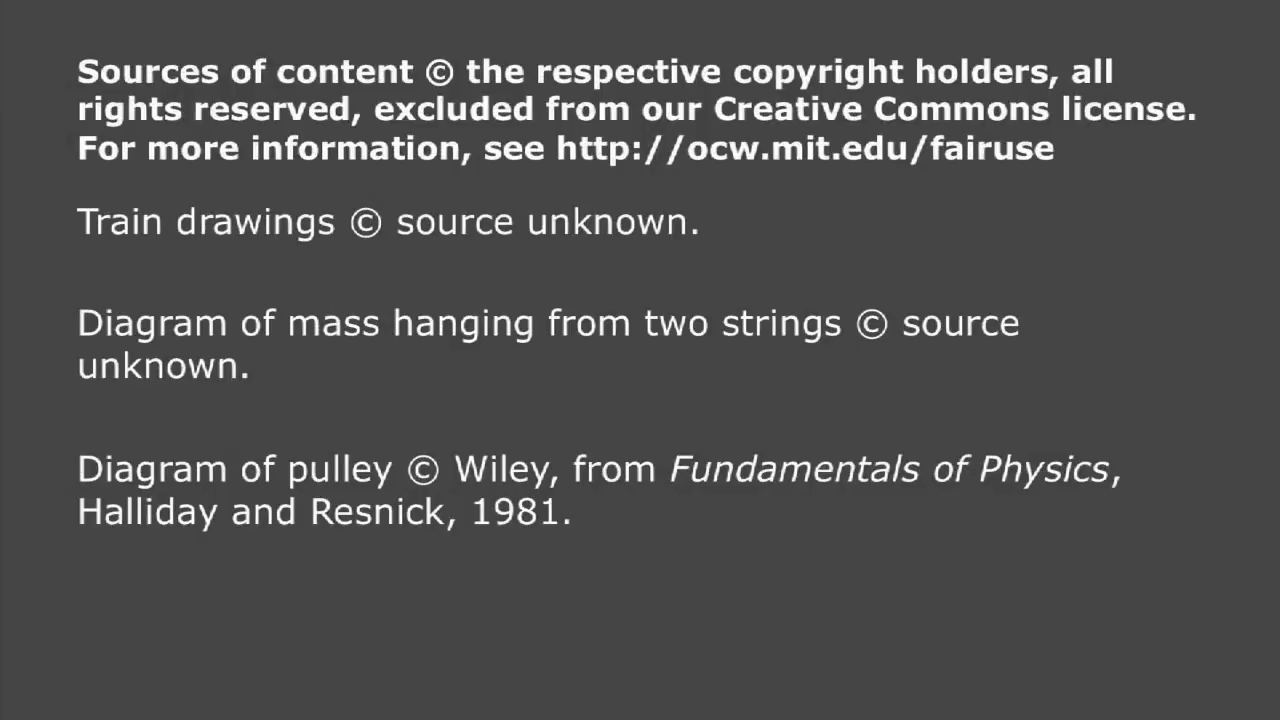 Sources of content © the respective copyright holders, all
rights reserved, excluded from our Creative Commons license.
For more information, see http://ocw.mit.edu/fairuse
Train drawings © source unknown.
Diagram of mass hanging from two strings © source
unknown.
Diagram of pulley © Wiley, from Fundamentals of Physics,
Halliday and Resnick, 1981.